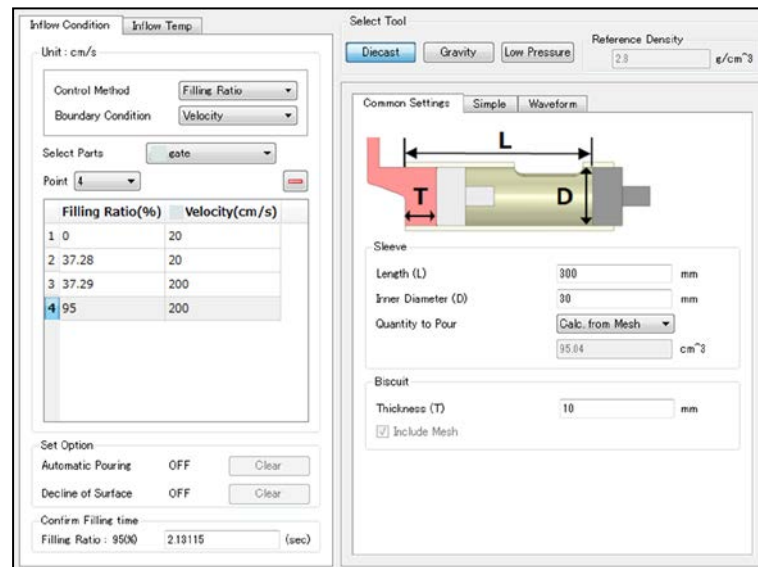 Inflow Condition Inflow Temp
Unit : cm/s
Control Method Filling Ratio
Boundary Condition Velocity
Select Parts gate
Point 4
Filling Ratio(%) Velocity(cm/s)
1 0 20
2 37.28 20
3 37.29 200
4 95 200
Set Option
Automatic Pouring OFF Clear
Decline of Surface OFF Clear
Confirm Filling time
Filling Ratio : 95(%) 2.13115 (sec)
Select Tool
Diecast Gravity Low Pressure
Reference Density
2.8 g/cm^3
Common Settings Simple Waveform
L
T
D
Sleeve
Length (L) 300 mm
Irner Diameter (D) 30 mm
Quantity to Pour Calc. from Mesh
95.04 cm^3
Biscuit
Thickness (T) 10 mm
Include Mesh